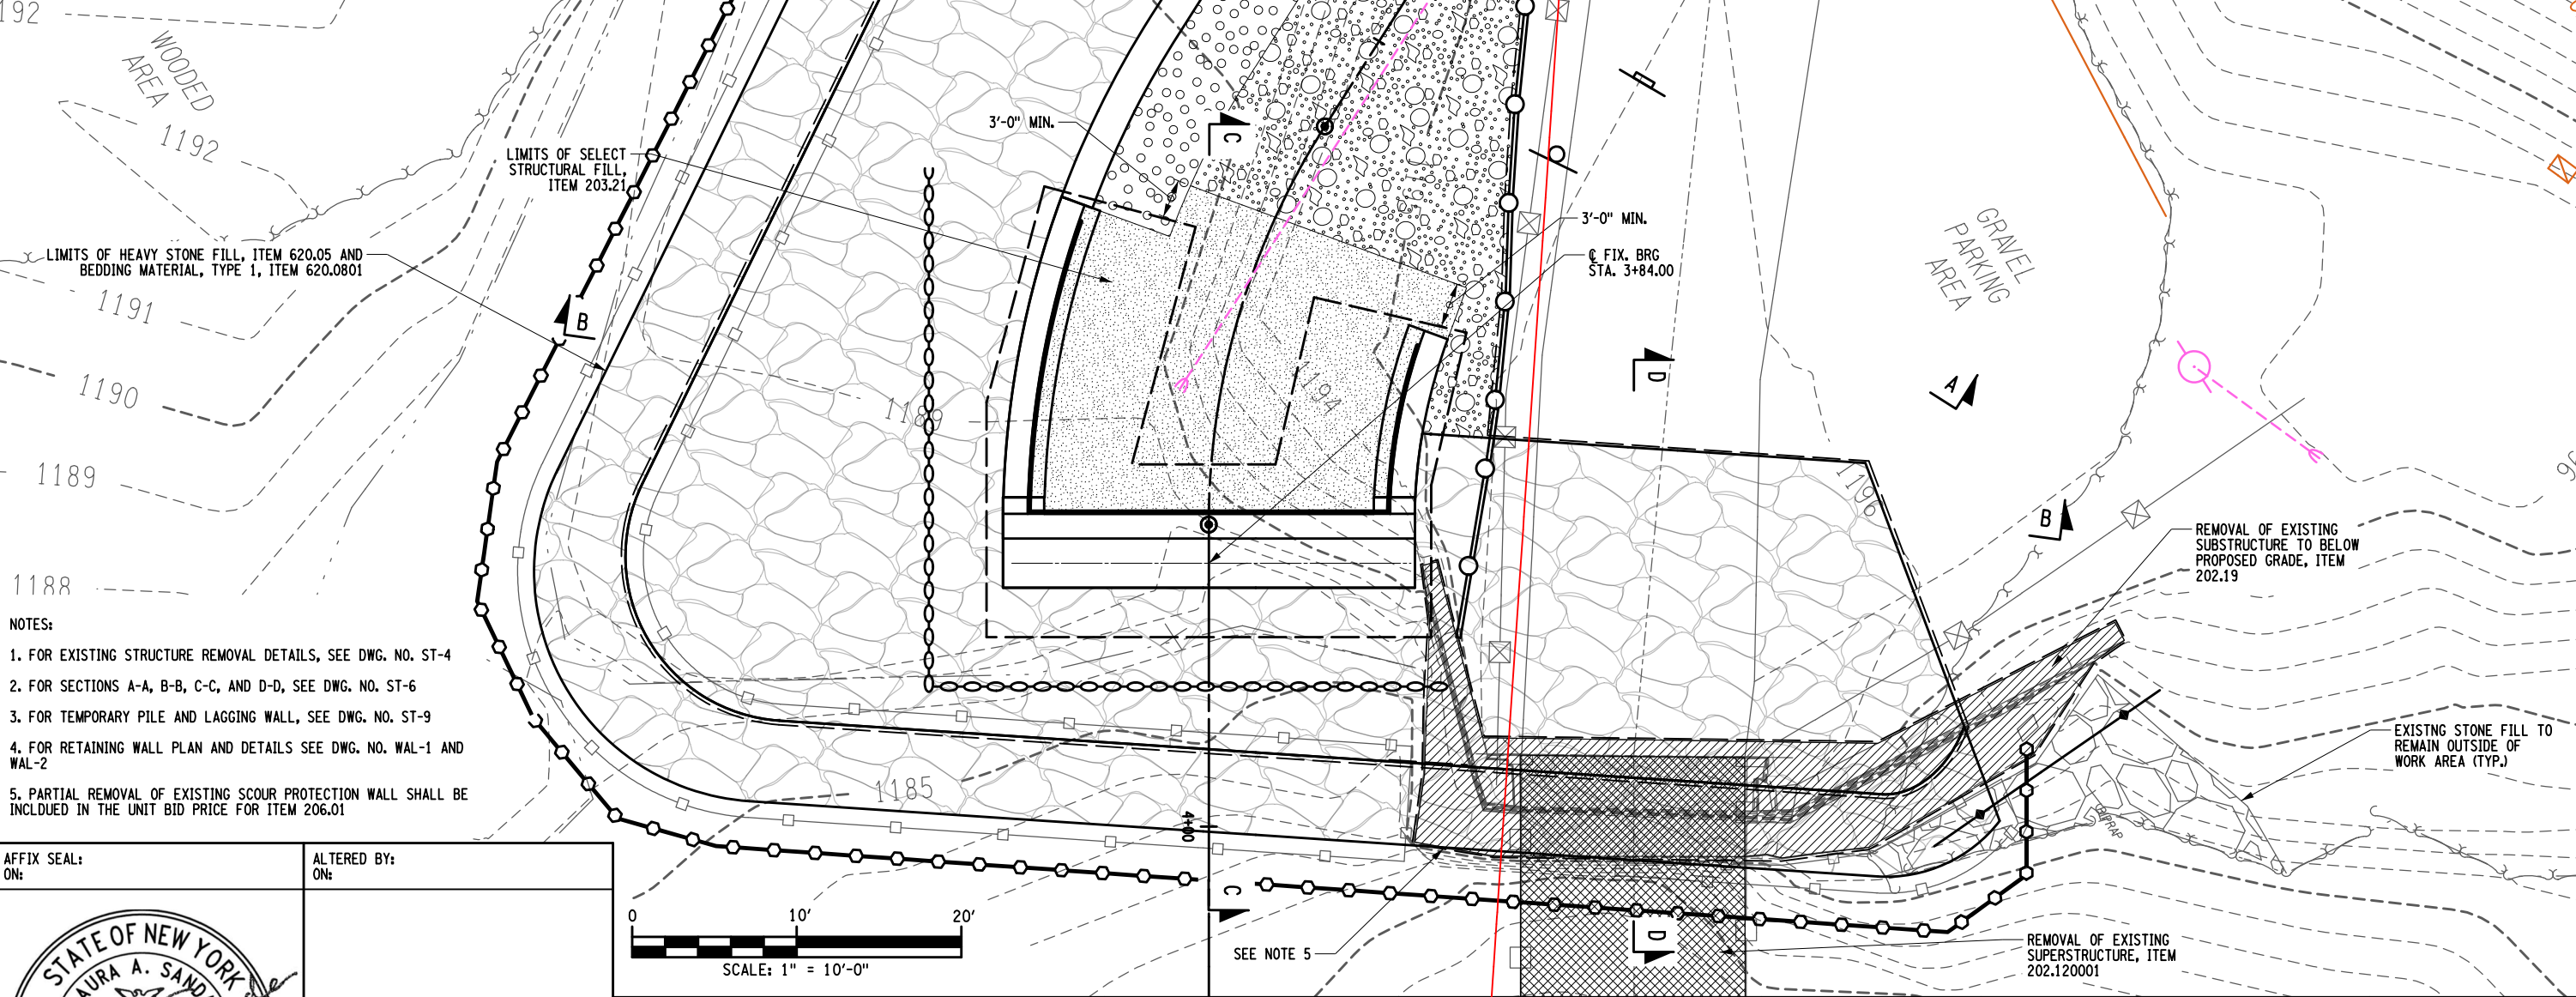 192
WOODED
AREA
1192
LIMITS OF SELECT
STRUCTURAL FILL,
ITEM 203.21
3'-0" MIN.
C
3'-0" MIN.
℄ FIX. BRG
STA. 3+84.00
GRAVEL
PARKING
AREA
LIMITS OF HEAVY STONE FILL, ITEM 620.05 AND
BEDDING MATERIAL, TYPE 1, ITEM 620.0801
1191
B
1190
1189
1194
D
A
1189
1196
B
REMOVAL OF EXISTING
SUBSTRUCTURE TO BELOW
PROPOSED GRADE, ITEM
202.19
1188
NOTES:
1. FOR EXISTING STRUCTURE REMOVAL DETAILS, SEE DWG. NO. ST-4
2. FOR SECTIONS A-A, B-B, C-C, AND D-D, SEE DWG. NO. ST-6
3. FOR TEMPORARY PILE AND LAGGING WALL, SEE DWG. NO. ST-9
4. FOR RETAINING WALL PLAN AND DETAILS SEE DWG. NO. WAL-1 AND
WAL-2
5. PARTIAL REMOVAL OF EXISTING SCOUR PROTECTION WALL SHALL BE
INCLDUED IN THE UNIT BID PRICE FOR ITEM 206.01
1185
4+00
EXISTNG STONE FILL TO
REMAIN OUTSIDE OF
WORK AREA (TYP.)
RIPRAP
AFFIX SEAL:
ON:
ALTERED BY:
ON:
C
0 10' 20'
SCALE: 1" = 10'-0"
SEE NOTE 5
D
REMOVAL OF EXISTING
SUPERSTRUCTURE, ITEM
202.120001
STATE OF NEW YORK
AURA A. SAND